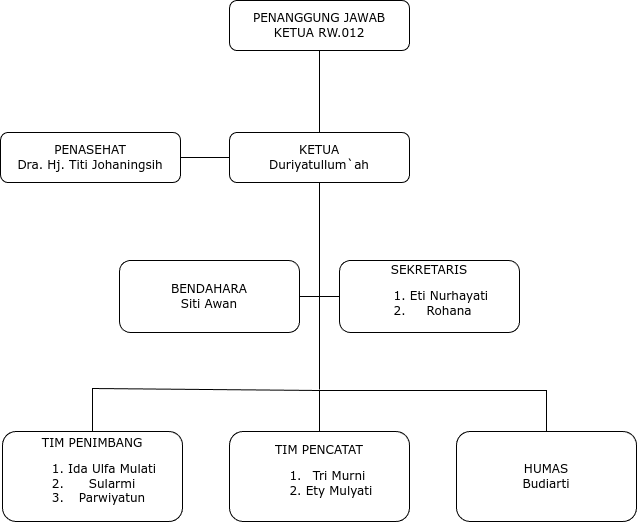 PENANGGUNG JAWAB
KETUA RW.012
PENASEHAT
Dra. Hj. Titi Johaningsih
KETUA
Duriyatullum`ah
BENDAHARA
Siti Awan
SEKRETARIS
1. Eti Nurhayati
2. Rohana
TIM PENIMBANG
1. Ida Ulfa Mulati
2. Sularmi
3. Parwiyatun
TIM PENCATAT
1. Tri Murni
2. Ety Mulyati
HUMAS
Budiarti